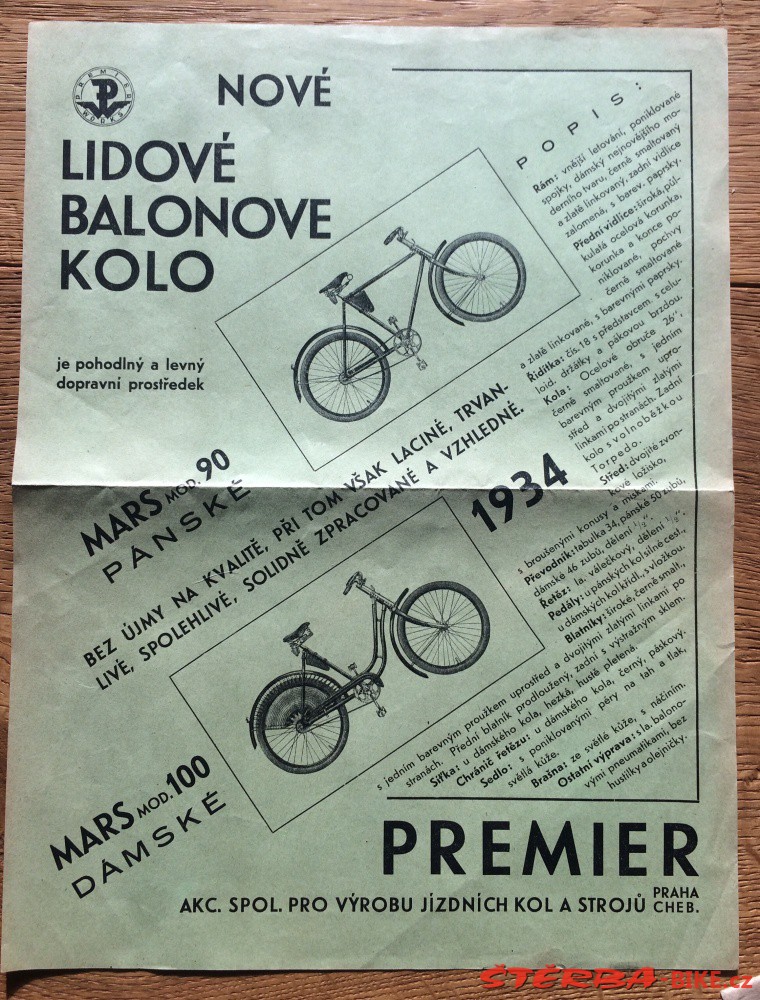 PREMIER
WORKS
NOVÉ
LIDOVÉ
BALONOVE
KOLO
je pohodlný a levný
dopravní prostředek
MARS MOD. 90
PÁNSKÉ
BEZ ÚJMY NA KVALITĚ, PŘI TOM VŠAK LACINÉ, TRVAN-
LIVÉ, SPOLEHLIVÉ, SOLIDNĚ ZPRACOVANÉ A VZHLEDNÉ.
1934
MARS MOD. 100
DÁMSKÉ
POPIS:
Rám: vnější letování, poniklované
spojky, dámský nejnovějšího mo-
derního tvaru, černě smaltovaný
a zlatě linkovaný, zadní vidlice
zalomená, s barev. paprsky.
Přední vidlice: široká, půl-
kulatá ocelová korunka,
korunka a konce po-
niklované, pochvy
černě smaltované
a zlatě linkované, s barevnými paprsky.
Řidítka: čís. 18 s představcem s celu-
loid. držátky a pákovou brzdou.
Kola: Ocelové obruče 26",
černě smaltované, s jedním
barevným proužkem upro-
střed a dvojitými zlatými
linkami po stranách. Zadní
kolo s volnoběžkou
Torpedo.
Střed: dvojité zvon-
kové ložisko,
s broušenými konusy a miskami.
Převodník: tabulka 34, pánské 50 zubů,
dámské 46 zubů, dělení ½".
Řetěz: Ia, válečkový, dělení ½".
Pedály: u pánských kol silné cest.,
u dámských kol křídl., s vložkou.
Blatníky: široké, černě smalt.,
s jedním barevným proužkem uprostřed a dvojitými zlatými linkami po
stranách. Přední blatník prodloužený, zadní s výstražným sklem.
Síťka: u dámského kola, hezká, hustě pletená.
Chránič řetězu: u dámského kola, černý, páskový.
Sedlo: s poniklovanými péry na tah a tlak,
světlá kůže.
Brašna: ze světlé kůže, s náčiním.
Ostatní výprava: s Ia. balono-
vými pneumatikami, bez
hustilky a olejničky.
PREMIER
AKC. SPOL. PRO VÝROBU JÍZDNÍCH KOL A STROJŮ PRAHA
CHEB.
ŠTĚRBA-BIKE.cz